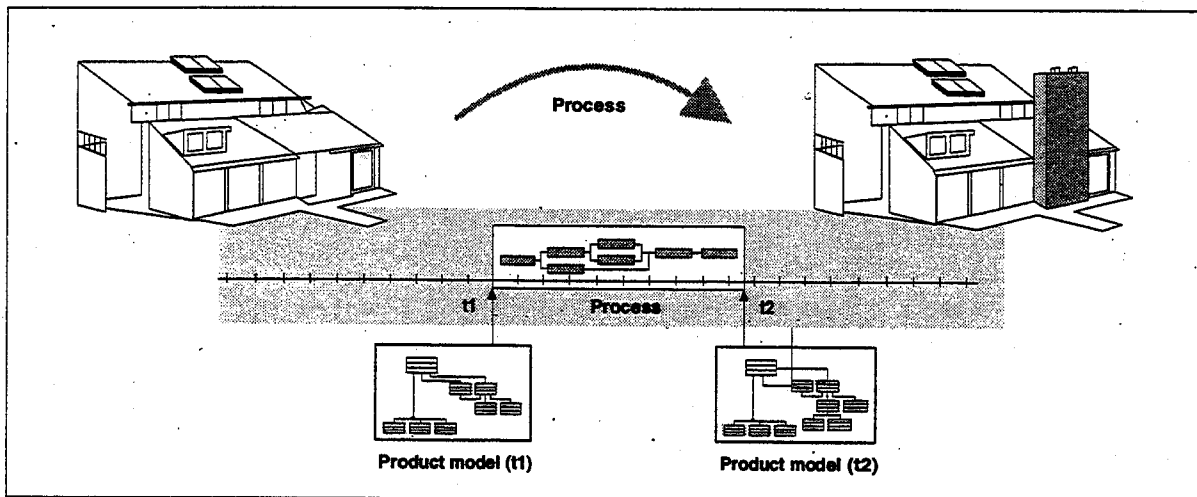 Process
t1
Process
t2
Product model (t1)
Product model (t2)